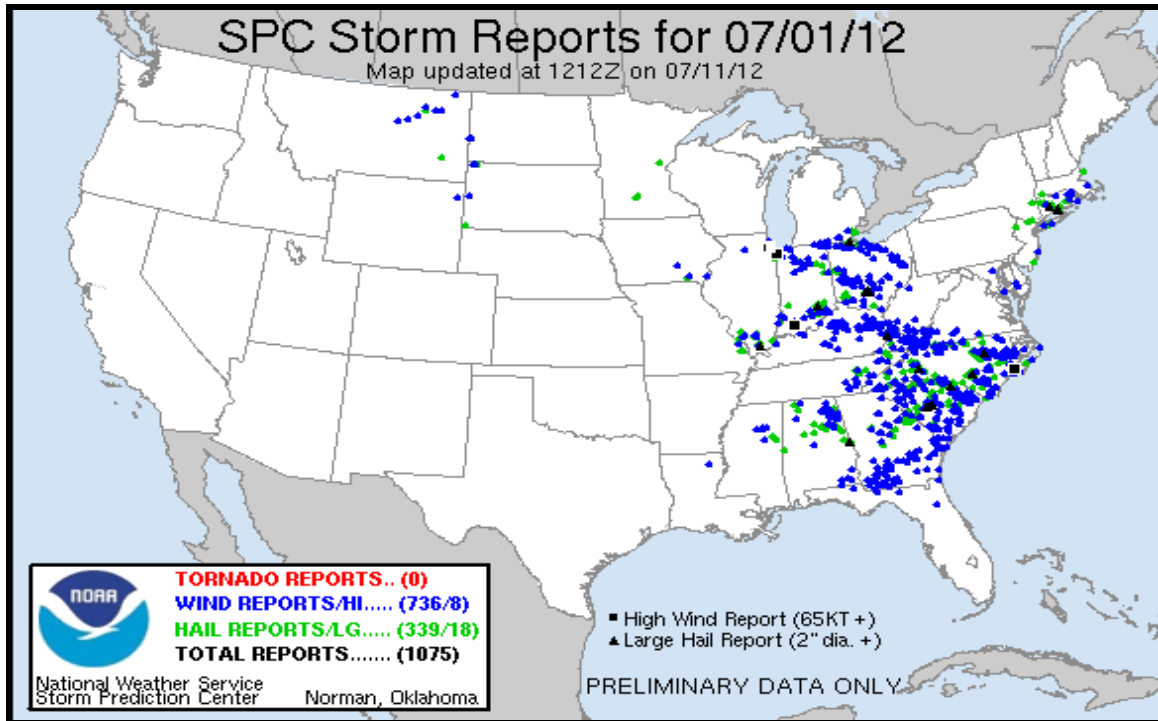 SPC Storm Reports for 07/01/12
Map updated at 1212Z on 07/11/12
NOAA
TORNADO REPORTS.. (0)
WIND REPORTS/HI..... (736/8)
HAIL REPORTS/LG..... (339/18)
TOTAL REPORTS....... (1075)
National Weather Service
Storm Prediction Center Norman, Oklahoma
■ High Wind Report (65KT +)
▲ Large Hail Report (2" dia. +)
PRELIMINARY DATA ONLY